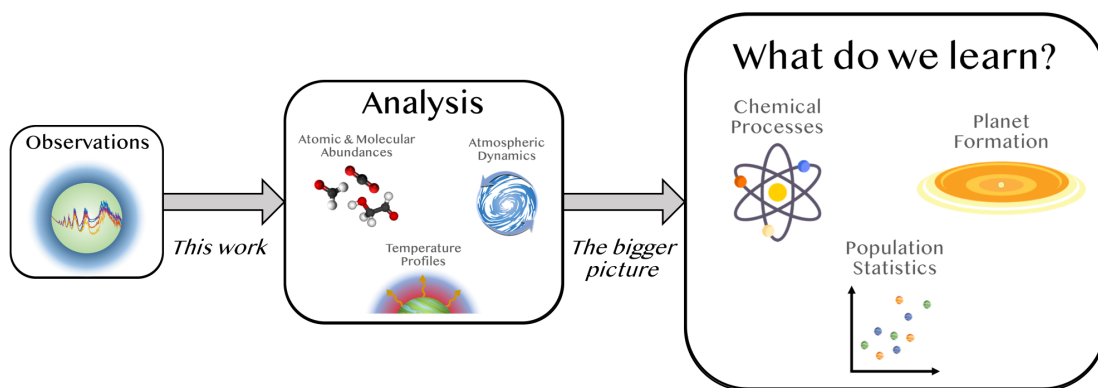 Observations
This work
Analysis
Atomic & Molecular
Abundances
Atmospheric
Dynamics
Temperature
Profiles
The bigger
picture
What do we learn?
Chemical
Processes
Planet
Formation
Population
Statistics